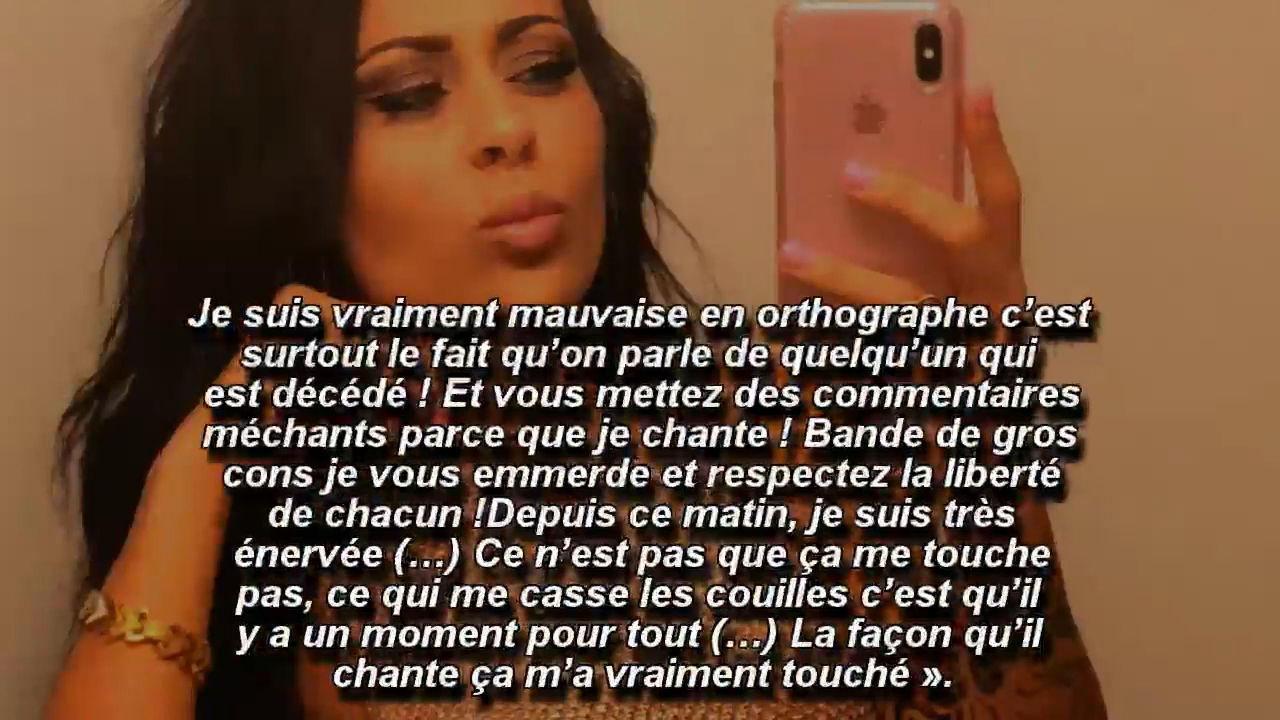 Je suis vraiment mauvaise en orthographe c’est
surtout le fait qu’on parle de quelqu’un qui
est décédé ! Et vous mettez des commentaires
méchants parce que je chante ! Bande de gros
cons je vous emmerde et respectez la liberté
de chacun !Depuis ce matin, je suis très
énervée (…) Ce n’est pas que ça me touche
pas, ce qui me casse les couilles c’est qu’il
y a un moment pour tout (…) La façon qu’il
chante ça m’a vraiment touché ».